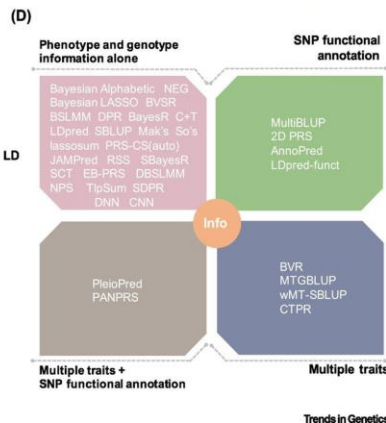 (D)
Phenotype and genotype
information alone
SNP functional
annotation
LD
Bayesian Alphabetic NEG
Bayesian LASSO BVSR
BSLMM DPR BayesR C+T
LDpred SBLUP Mak's So's
lassosum PRS-CS(auto)
JAMPred RSS SBayesR
SCT EB-PRS DBSLMM
NPS TlpSum SDPR
DNN CNN
MultiBLUP
2D PRS
AnnoPred
LDpred-funct
Info
PleioPred
PANPRS
BVR
MTGBLUP
wMT-SBLUP
CTPR
Multiple traits +
SNP functional annotation
Multiple traits
Trends in Genetics